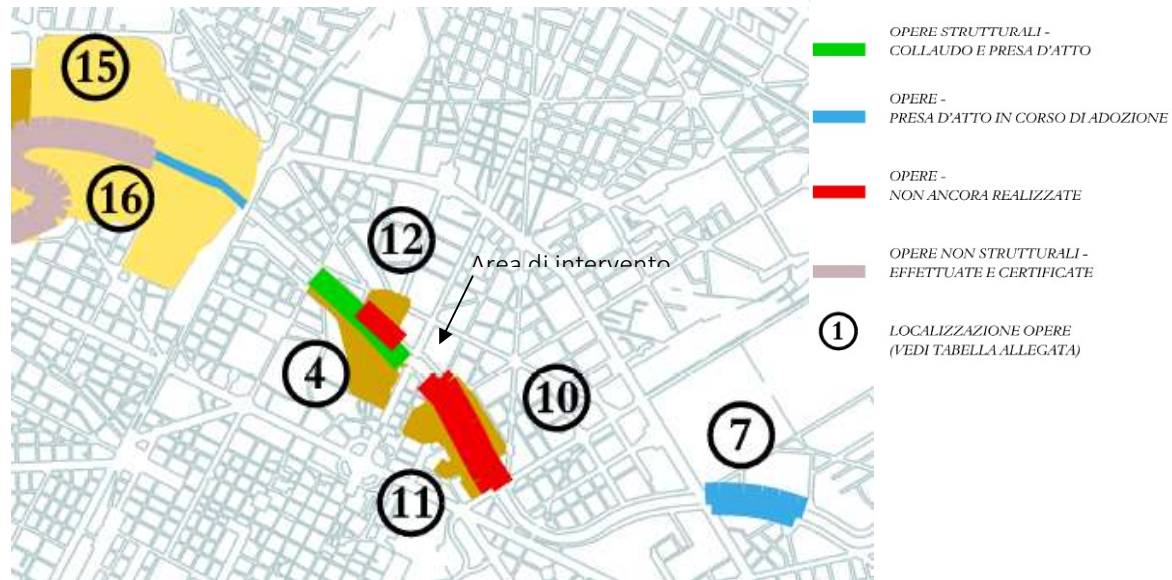 15
16
12
Area di intervento
4
10
7
11
OPERE STRUTTURALI -
COLLAUDO E PRESA D'ATTO
OPERE -
PRESA D'ATTO IN CORSO DI ADOZIONE
OPERE -
NON ANCORA REALIZZATE
OPERE NON STRUTTURALI -
EFFETTUATE E CERTIFICATE
1
LOCALIZZAZIONE OPERE
(VEDI TABELLA ALLEGATA)